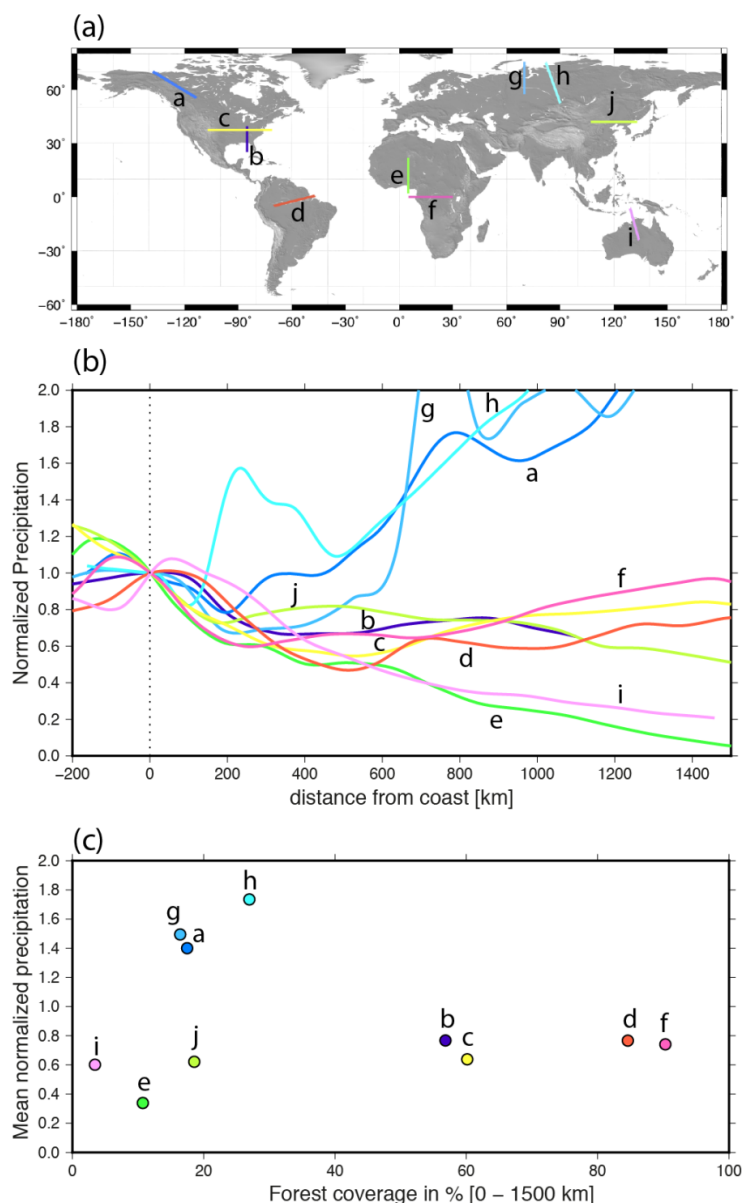 (a)
60°
30°
0°
−30°
−60°
a
c
b
d
e
f
g
h
j
i
−180° −150° −120° −90° −60° −30° 0° 30° 60° 90° 120° 150° 180°
(b)
Normalized Precipitation
2.0
1.8
1.6
1.4
1.2
1.0
0.8
0.6
0.4
0.2
0.0
g
h
a
j
b
c
d
f
e
i
−200 0 200 400 600 800 1000 1200 1400
distance from coast [km]
(c)
Mean normalized precipitation
2.0
1.8
1.6
1.4
1.2
1.0
0.8
0.6
0.4
0.2
0.0
h
g
a
i
e
j
b
c
d
f
0 20 40 60 80 100
Forest coverage in % [0 − 1500 km]